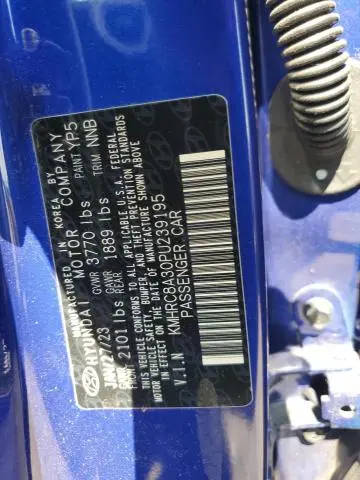 MANUFACTURED IN KOREA BY
HYUNDAI MOTOR COMPANY
JAN/27/23 GVWR 3770 lbs PAINT YP5
GAWR FRONT 2101 lbs GAWR REAR 1889 lbs TRIM NNB
THIS VEHICLE CONFORMS TO ALL APPLICABLE U.S.A. FEDERAL
MOTOR VEHICLE SAFETY, BUMPER, AND THEFT PREVENTION STANDARDS
IN EFFECT ON THE DATE OF MANUFACTURE SHOWN ABOVE
V.I.N KMHRC8A30PU239195
PASSENGER CAR